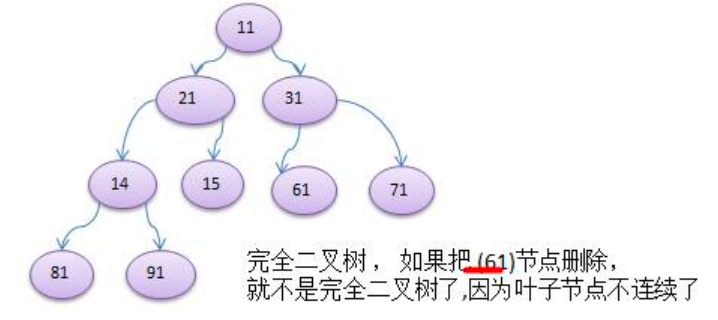 11
21 31
14 15 61 71
81 91
完全二叉树， 如果把 (61)节点删除，
就不是完全二叉树了,因为叶子节点不连续了